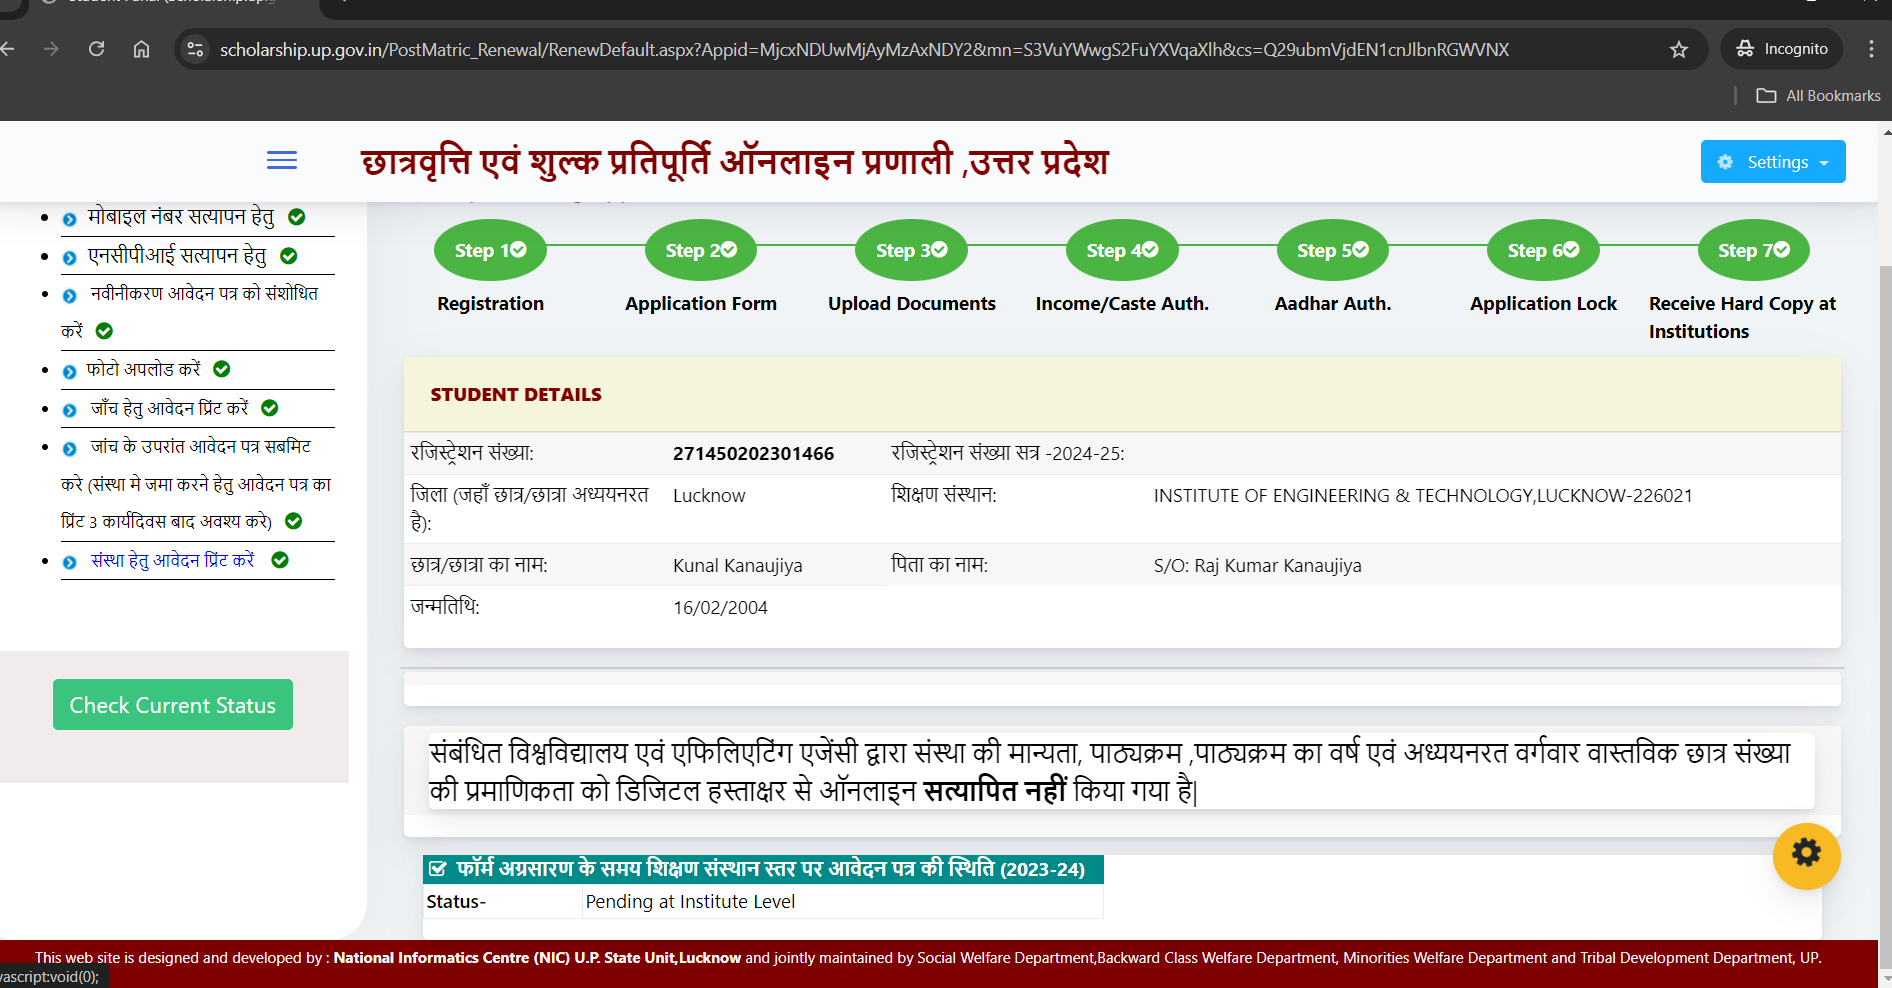 scholarship.up.gov.in/PostMatric_Renewal/RenewDefault.aspx?Appid=MjcxNDUwMjAyMzAxNDY2&mn=S3VuYWwgS2FuYXVqaXlh&cs=Q29ubmVjdEN1cnJlbnRGWVNX
Incognito
All Bookmarks
छात्रवृत्ति एवं शुल्क प्रतिपूर्ति ऑनलाइन प्रणाली ,उत्तर प्रदेश
Settings
मोबाइल नंबर सत्यापन हेतु
एनसीपीआई सत्यापन हेतु
नवीनीकरण आवेदन पत्र को संशोधित
करें
फोटो अपलोड करें
जाँच हेतु आवेदन प्रिंट करें
जांच के उपरांत आवेदन पत्र सबमिट
करे (संस्था मे जमा करने हेतु आवेदन पत्र का
प्रिंट 3 कार्यदिवस बाद अवश्य करे)
संस्था हेतु आवेदन प्रिंट करें
Check Current Status
Step 1 Step 2 Step 3 Step 4 Step 5 Step 6 Step 7
Registration Application Form Upload Documents Income/Caste Auth. Aadhar Auth. Application Lock Receive Hard Copy at
Institutions
STUDENT DETAILS
रजिस्ट्रेशन संख्या: 271450202301466 रजिस्ट्रेशन संख्या सत्र -2024-25:
जिला (जहाँ छात्र/छात्रा अध्ययनरत Lucknow शिक्षण संस्थान: INSTITUTE OF ENGINEERING & TECHNOLOGY,LUCKNOW-226021
है):
छात्र/छात्रा का नाम: Kunal Kanaujiya पिता का नाम: S/O: Raj Kumar Kanaujiya
जन्मतिथि: 16/02/2004
संबंधित विश्वविद्यालय एवं एफिलिएटिंग एजेंसी द्वारा संस्था की मान्यता, पाठ्यक्रम ,पाठ्यक्रम का वर्ष एवं अध्ययनरत वर्गवार वास्तविक छात्र संख्या
की प्रमाणिकता को डिजिटल हस्ताक्षर से ऑनलाइन सत्यापित नहीं किया गया है|
फॉर्म अग्रसारण के समय शिक्षण संस्थान स्तर पर आवेदन पत्र की स्थिति (2023-24)
Status- Pending at Institute Level
This web site is designed and developed by : National Informatics Centre (NIC) U.P. State Unit,Lucknow and jointly maintained by Social Welfare Department,Backward Class Welfare Department, Minorities Welfare Department and Tribal Development Department, UP.
vascript:void(0);